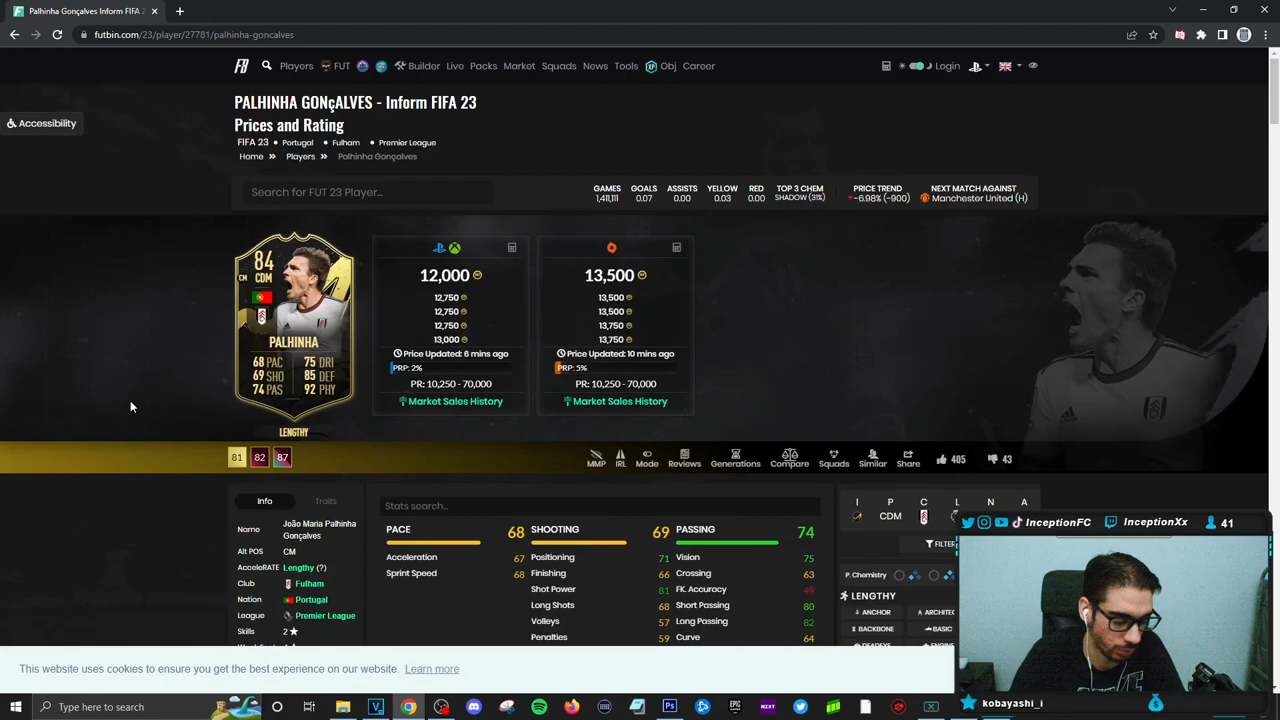 Palhinha Gonçalves Inform FIFA 23
futbin.com/23/player/27781/palhinha-goncalves
Players FUT Builder Live Packs Market Squads News Tools Obj Career Login
PALHINHA GONçALVES - Inform FIFA 23
Prices and Rating
FIFA 23 • Portugal • Fulham • Premier League
Home » Players » Palhinha Gonçalves
Accessibility
Search for FUT 23 Player...
GAMES GOALS ASSISTS YELLOW RED TOP 3 CHEM PRICE TREND NEXT MATCH AGAINST
1,411,111 0.07 0.00 0.03 0.00 SHADOW (31%) -6.98% (-900) Manchester United (H)
84
CDM
CM
PALHINHA
68 PAC 75 DRI
69 SHO 85 DEF
74 PAS 92 PHY
LENGTHY
12,000
12,750
12,750
12,750
13,000
Price Updated: 6 mins ago
PRP: 2%
PR: 10,250 - 70,000
Market Sales History
13,500
13,500
13,500
13,750
13,750
Price Updated: 10 mins ago
PRP: 5%
PR: 10,250 - 70,000
Market Sales History
81 82 87
MMP IRL Mode Reviews Generations Compare Squads Similar Share 405 43
Info Traits
Name João Maria Palhinha Gonçalves
Alt POS CM
AcceleRATE Lengthy (?)
Club Fulham
Nation Portugal
League Premier League
Skills 2
Stats search...
PACE 68
Acceleration 67
Sprint Speed 68
SHOOTING 69
Positioning 71
Finishing 66
Shot Power 81
Long Shots 68
Volleys 57
Penalties 59
PASSING 74
Vision 75
Crossing 63
FK. Accuracy 49
Short Passing 80
Long Passing 82
Curve 64
I P C L N A
CDM
P. Chemistry
LENGTHY
ANCHOR
BACKBONE BASIC
InceptionFC InceptionXx 41
This website uses cookies to ensure you get the best experience on our website. Learn more
kobayashi_i
Type here to search